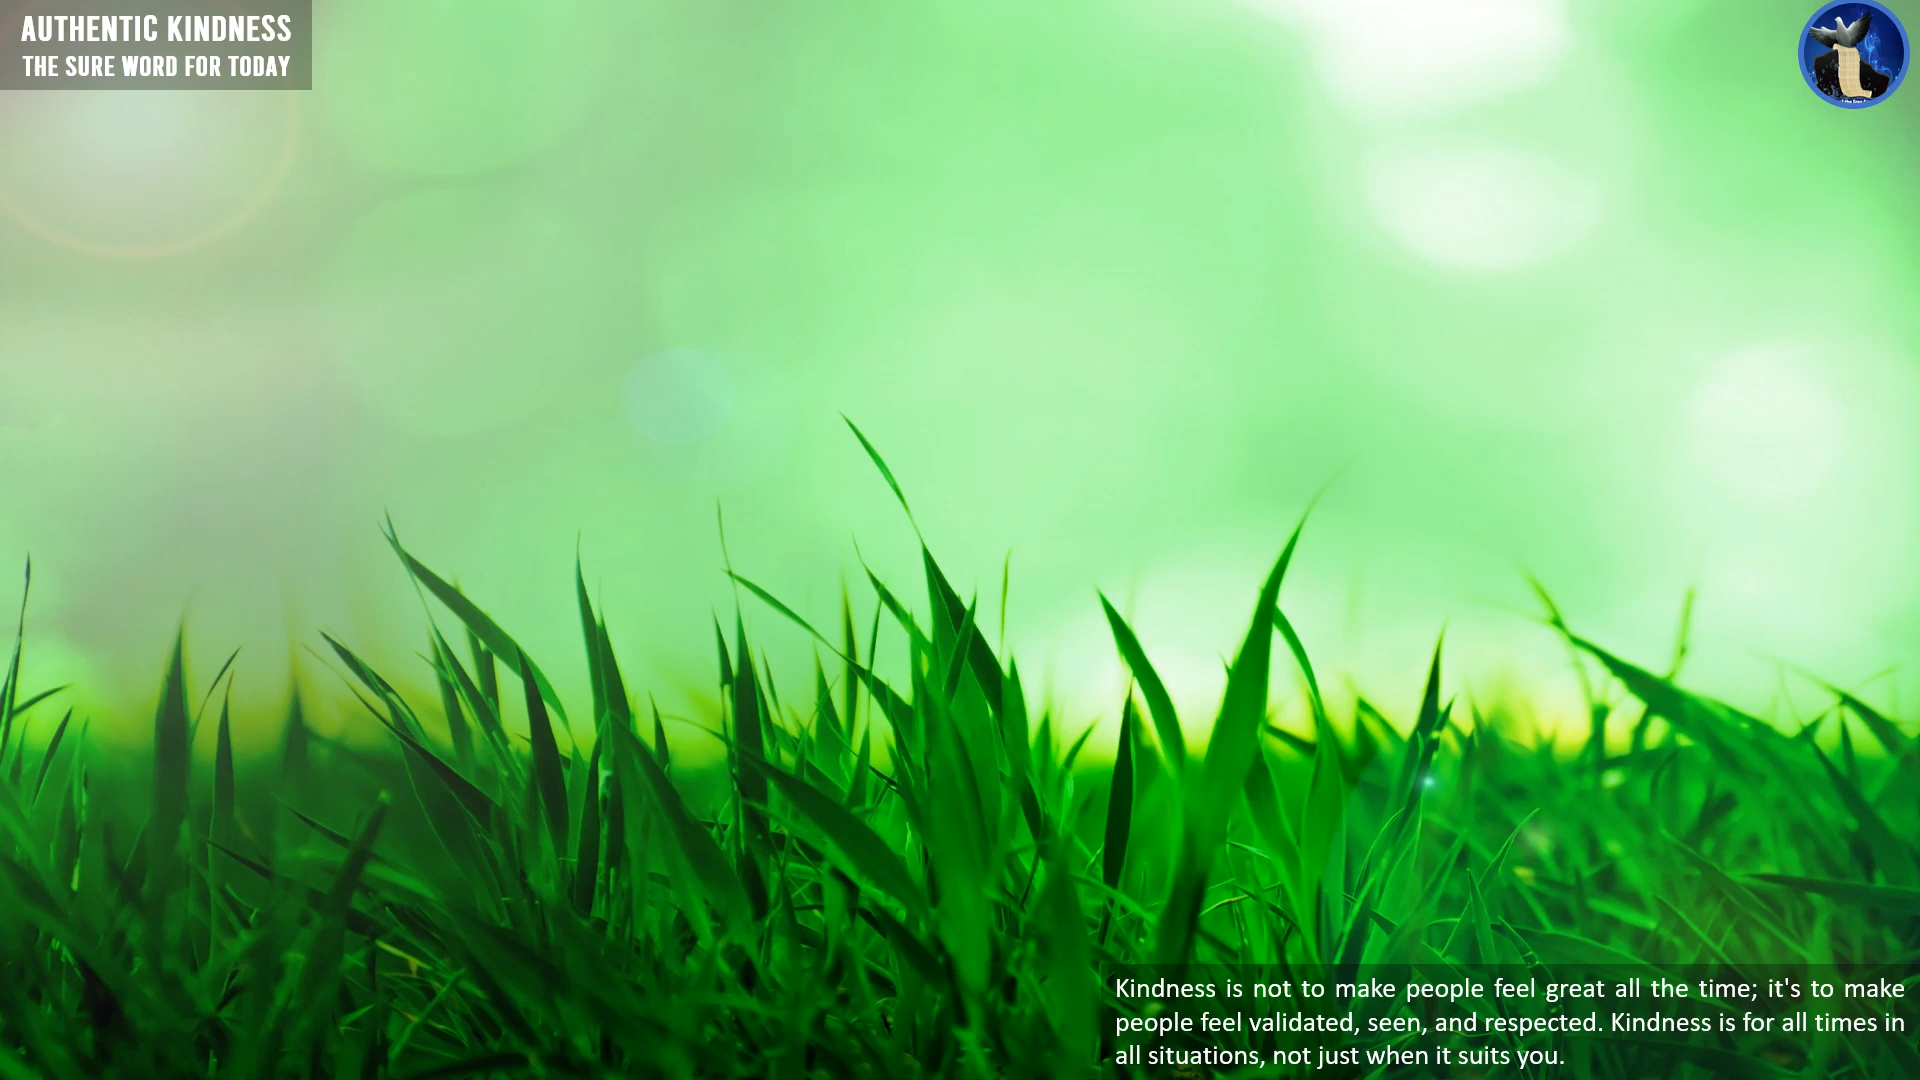 AUTHENTIC KINDNESS
THE SURE WORD FOR TODAY
Kindness is not to make people feel great all the time; it's to make
people feel validated, seen, and respected. Kindness is for all times in
all situations, not just when it suits you.